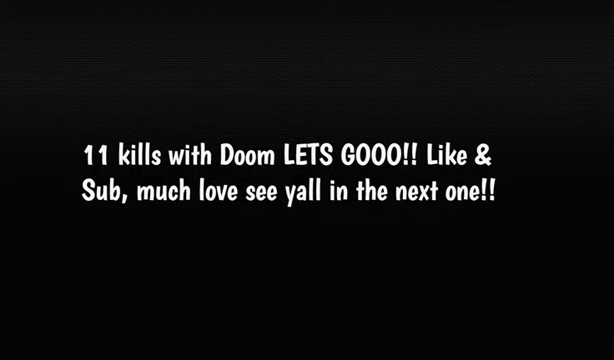 11 kills with Doom LETS GOOO!! Like &
Sub, much love see yall in the next one!!